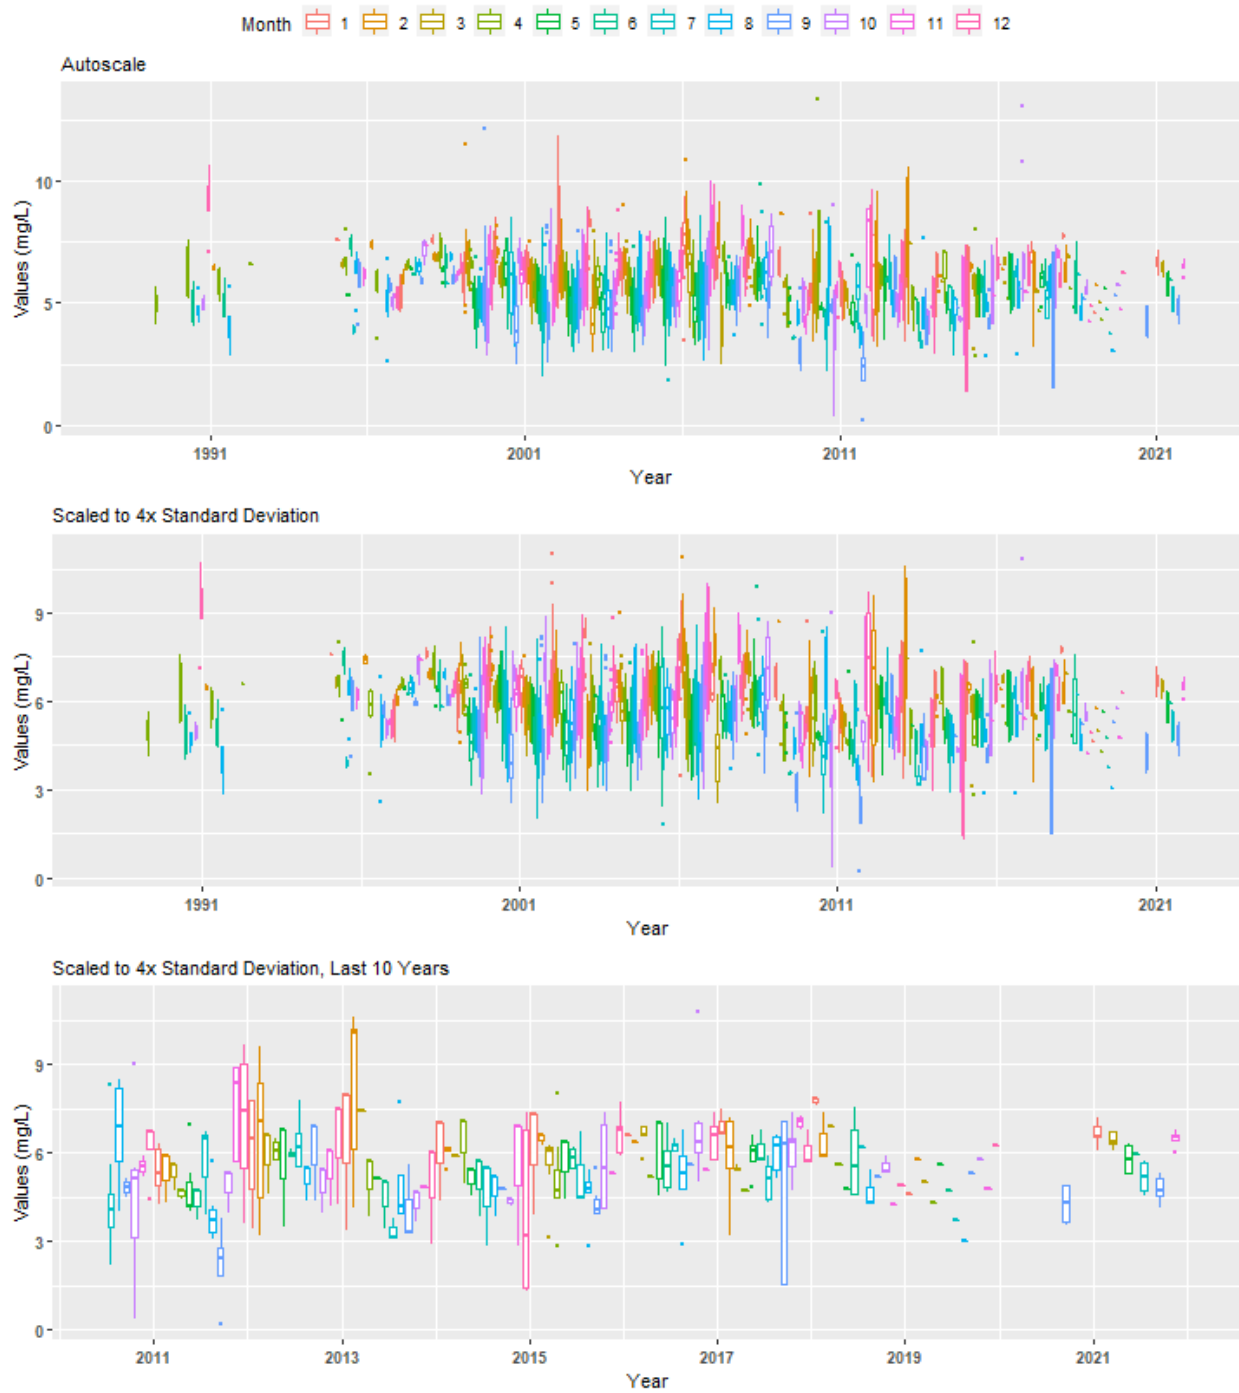 Month 1 2 3 4 5 6 7 8 9 10 11 12
Autoscale
Values (mg/L)
10
5
0
1991 2001 2011 2021
Year
Scaled to 4x Standard Deviation
Values (mg/L)
9
6
3
0
1991 2001 2011 2021
Year
Scaled to 4x Standard Deviation, Last 10 Years
Values (mg/L)
9
6
3
0
2011 2013 2015 2017 2019 2021
Year